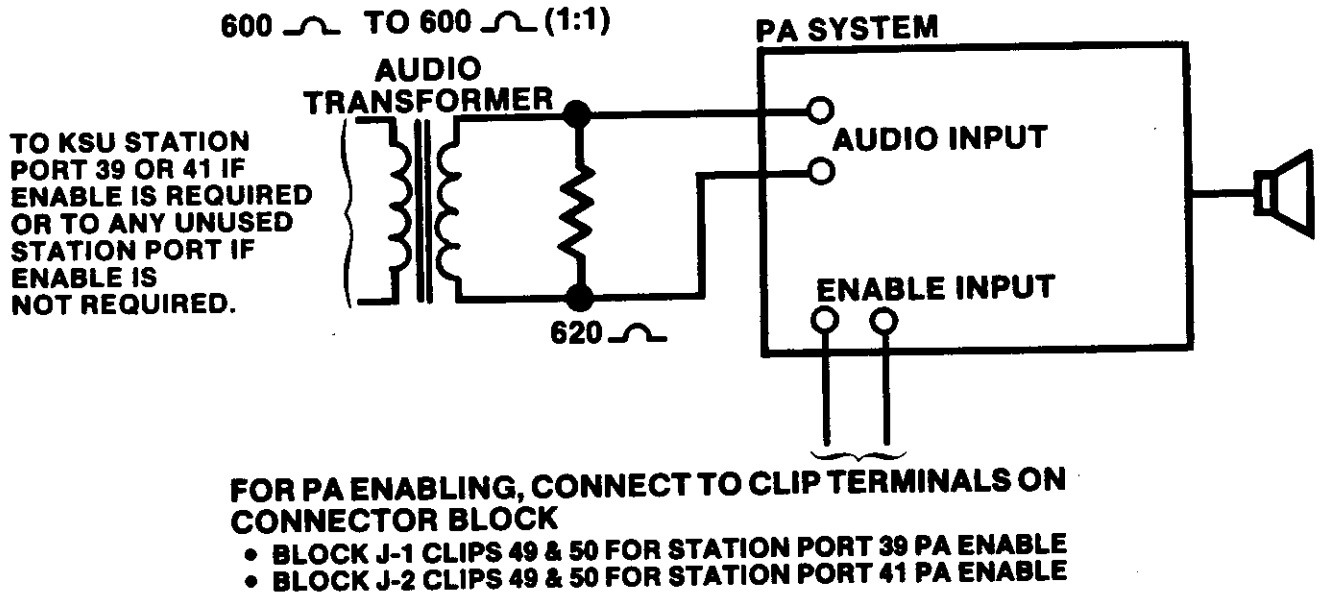 600 Ω TO 600 Ω (1:1)
PA SYSTEM
AUDIO
TRANSFORMER
TO KSU STATION
PORT 39 OR 41 IF
ENABLE IS REQUIRED
OR TO ANY UNUSED
STATION PORT IF
ENABLE IS
NOT REQUIRED.
AUDIO INPUT
ENABLE INPUT
620 Ω
FOR PA ENABLING, CONNECT TO CLIP TERMINALS ON
CONNECTOR BLOCK
• BLOCK J-1 CLIPS 49 & 50 FOR STATION PORT 39 PA ENABLE
• BLOCK J-2 CLIPS 49 & 50 FOR STATION PORT 41 PA ENABLE